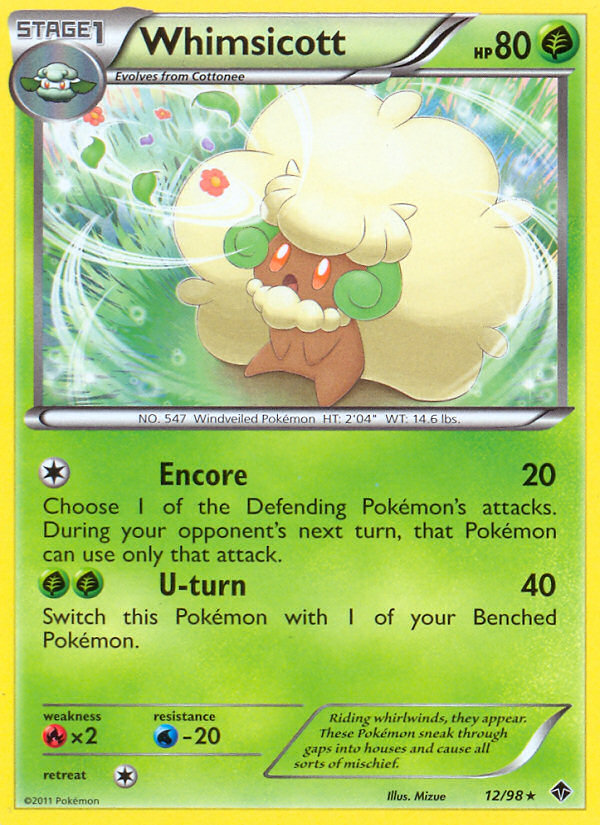 STAGE1
Whimsicott
HP80
Evolves from Cottonee
NO. 547 Windveiled Pokémon HT: 2'04" WT: 14.6 lbs.
Encore 20
Choose 1 of the Defending Pokémon's attacks.
During your opponent's next turn, that Pokémon
can use only that attack.
U-turn 40
Switch this Pokémon with 1 of your Benched
Pokémon.
weakness
×2
resistance
-20
retreat
Riding whirlwinds, they appear.
These Pokémon sneak through
gaps into houses and cause all
sorts of mischief.
©2011 Pokémon
Illus. Mizue
12/98★